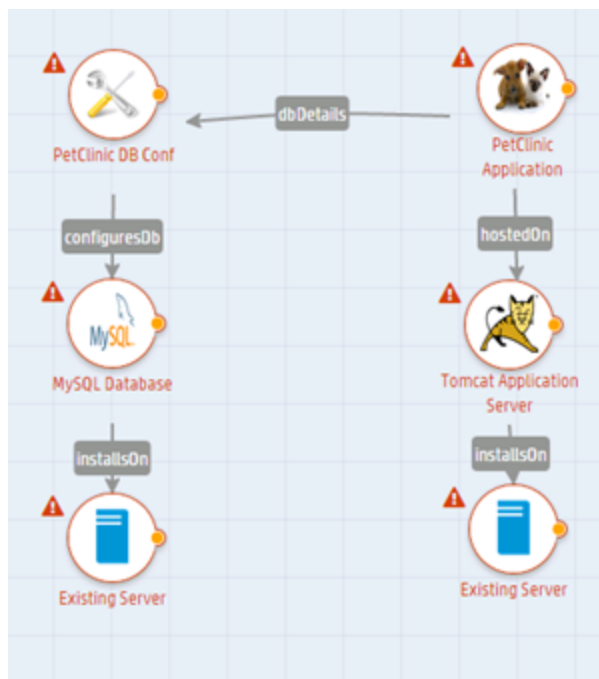 dbDetails
PetClinic DB Conf
PetClinic
Application
configuresDb
hostedOn
MySQL
MySQL Database
Tomcat Application
Server
installsOn
installsOn
Existing Server
Existing Server